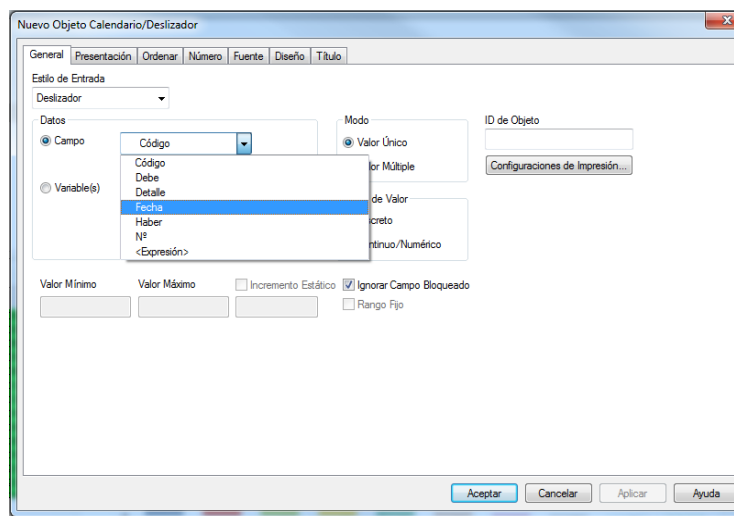 Nuevo Objeto Calendario/Deslizador
General Presentación Ordenar Número Fuente Diseño Título
Estilo de Entrada
Deslizador
Datos
Campo
Código
Código
Debe
Detalle
Fecha
Haber
Nº
<Expresión>
Variable(s)
Modo
Valor Único
lor Múltiple
de Valor
creto
ntinuo/Numérico
ID de Objeto
Configuraciones de Impresión...
Valor Mínimo Valor Máximo Incremento Estático Ignorar Campo Bloqueado
Rango Fijo
Aceptar Cancelar Aplicar Ayuda